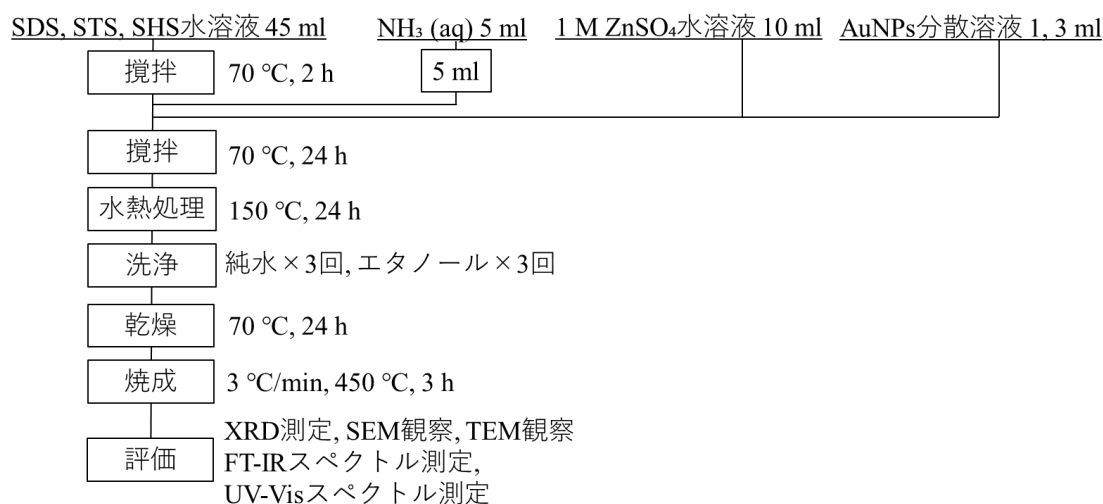 SDS, STS, SHS水溶液 45 ml
NH₃ (aq) 5 ml
1 M ZnSO₄水溶液 10 ml
AuNPs分散溶液 1, 3 ml
撹拌
70 ℃, 2 h
5 ml
撹拌
70 ℃, 24 h
水熱処理
150 ℃, 24 h
洗浄
純水×3回, エタノール×3回
乾燥
70 ℃, 24 h
焼成
3 ℃/min, 450 ℃, 3 h
評価
XRD測定, SEM観察, TEM観察
FT-IRスペクトル測定,
UV-Visスペクトル測定